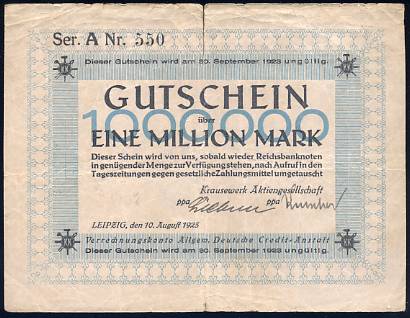 Ser. A Nr. 550
Dieser Gutschein wird am 30. September 1923 ungültig.
GUTSCHEIN
über
1000000
EINE MILLION MARK
Dieser Schein wird von uns, sobald wieder Reichsbanknoten
in genügender Menge zur Verfügung stehen, nach Aufruf in den
Tageszeitungen gegen gesetzliche Zahlungsmittel umgetauscht
Krausewerk Aktiengesellschaft
ppa ppa
LEIPZIG, den 10. August 1923
Verrechnungskonto Allgem. Deutsche Credit-Anstalt
Dieser Gutschein wird am 30. September 1923 ungültig.